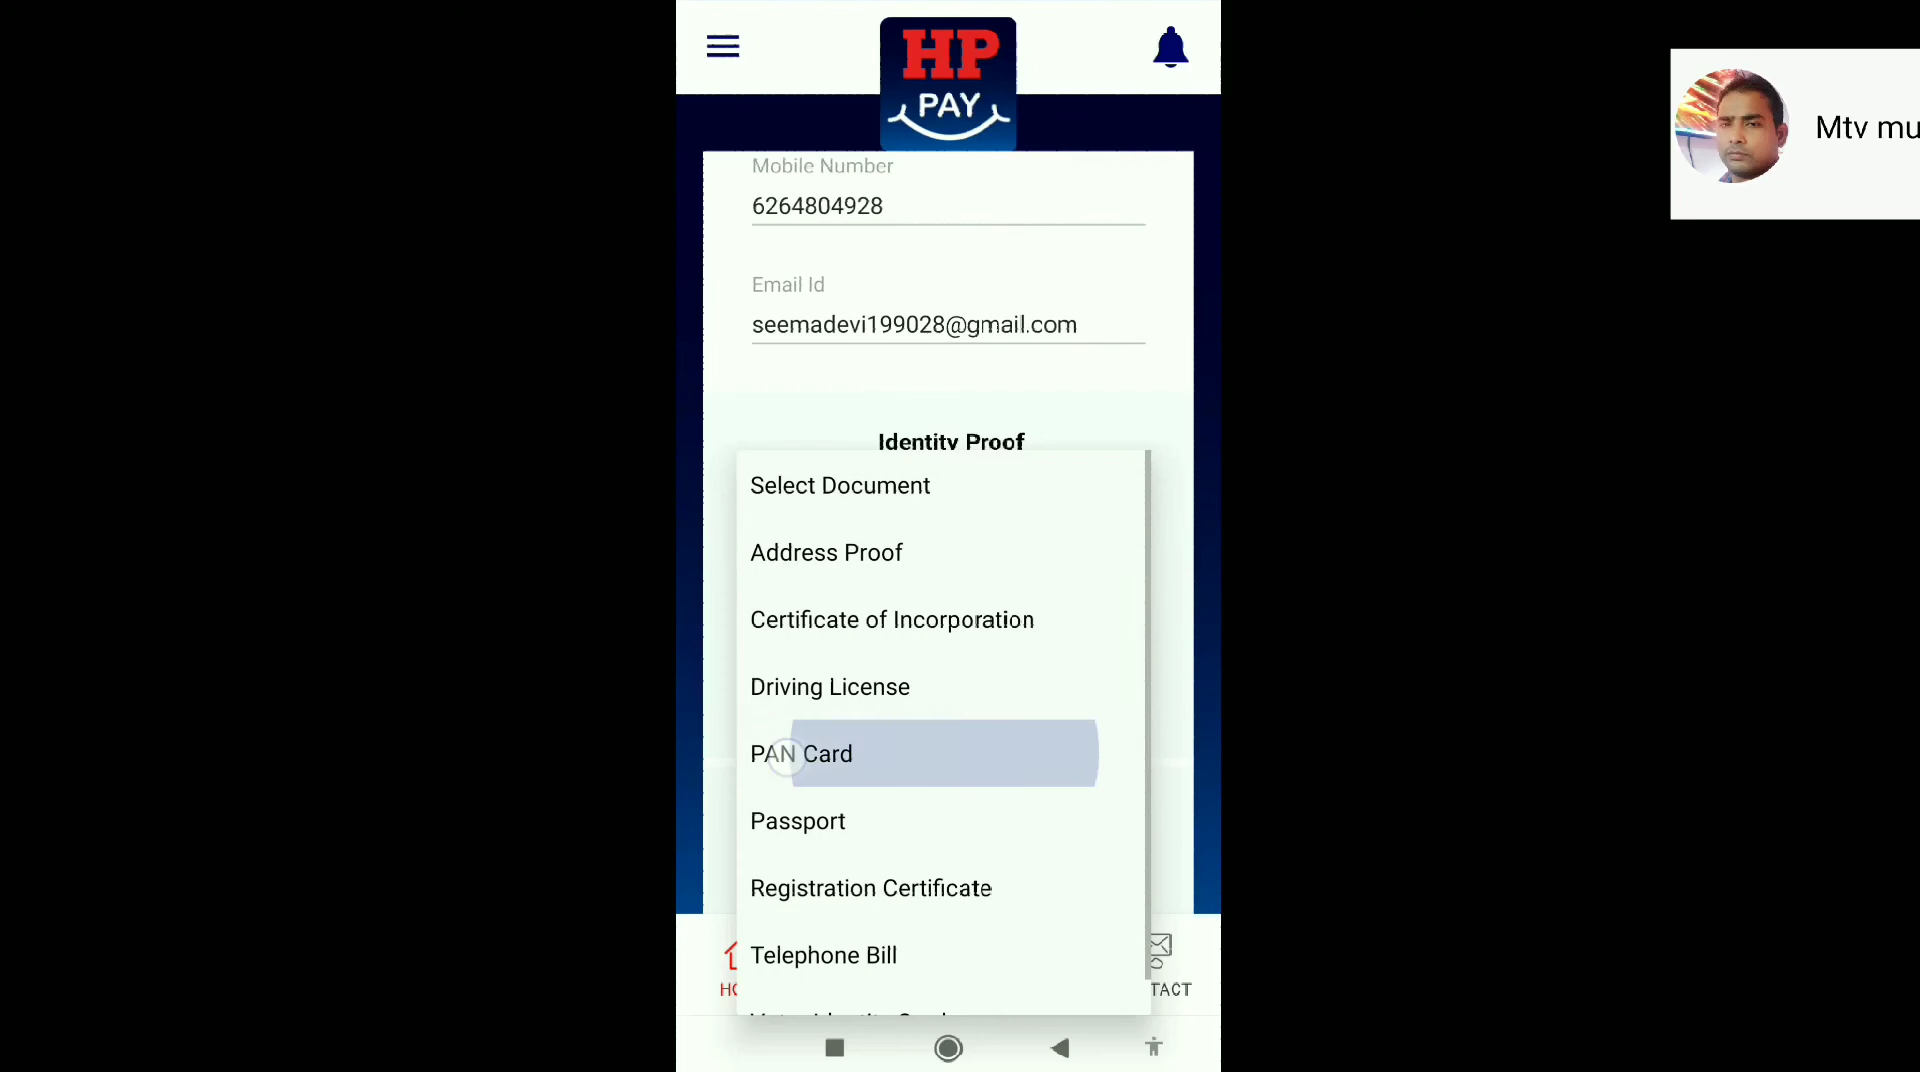 HP
PAY
Mtv mu
Mobile Number
6264804928
Email Id
seemadevi199028@gmail.com
Identity Proof
Select Document
Address Proof
Certificate of Incorporation
Driving License
PAN Card
Passport
Registration Certificate
Telephone Bill
HO
TACT